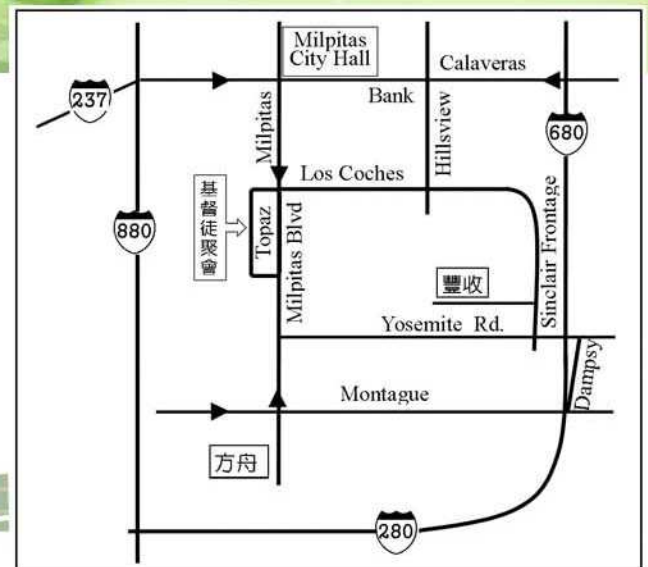 Milpitas
City Hall
Calaveras
237
Bank
Milpitas
Hillsview
680
Los Coches
基督徒聚會
Topaz
880
Milpitas Blvd
Sinclair Frontage
豐收
Yosemite Rd.
Dampsy
Montague
方舟
280